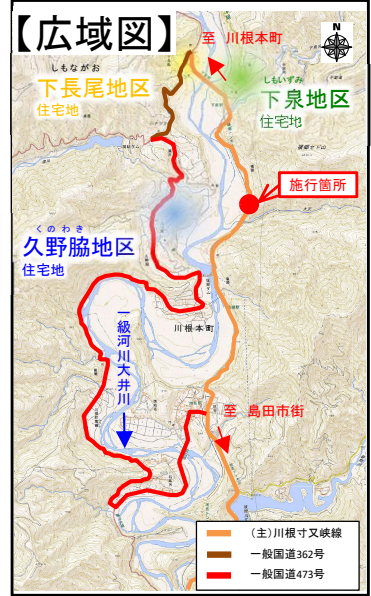 【広域図】
至 川根本町
しもながお
下長尾地区
住宅地
しもいずみ
下泉地区
住宅地
施行箇所
くのわき
久野脇地区
住宅地
川根本町
一級河川大井川
至 島田市街
(主)川根寸又峡線
一般国道362号
一般国道473号
N